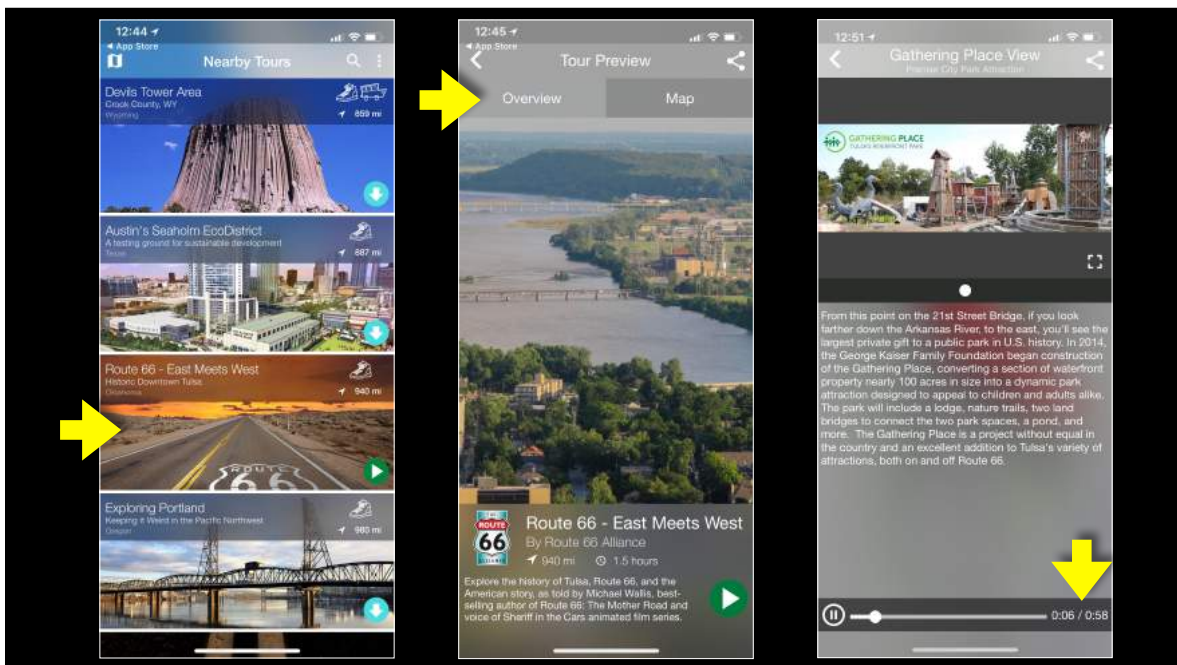 12:44
App Store
Nearby Tours
Devils Tower Area
Crook County, WY
Wyoming
859 mi
Austin's Seaholm EcoDistrict
A testing ground for sustainable development
Texas
887 mi
Route 66 - East Meets West
Historic Downtown Tulsa
Oklahoma
940 mi
ROUTE
66
Exploring Portland
Keeping it Weird in the Pacific Northwest
Oregon
985 mi
12:45
App Store
Tour Preview
Overview
Map
THE
ROUTE
66
ALLIANCE
Route 66 - East Meets West
By Route 66 Alliance
940 mi
1.5 hours
Explore the history of Tulsa, Route 66, and the
American story, as told by Michael Wallis, best-
selling author of Route 66: The Mother Road and
voice of Sheriff in the Cars animated film series.
12:51
Gathering Place View
Premise City Park Attraction
GATHERING PLACE
TULSA'S RIVERFRONT PARK
From this point on the 21st Street Bridge, if you look
farther down the Arkansas River, to the east, you'll see the
largest private gift to a public park in U.S. history. In 2014,
the George Kaiser Family Foundation began construction
of the Gathering Place, converting a section of waterfront
property nearly 100 acres in size into a dynamic park
attraction designed to appeal to children and adults alike.
The park will include a lodge, nature trails, two land
bridges to connect the two park spaces, a pond, and
more. The Gathering Place is a project without equal in
the country and an excellent addition to Tulsa's variety of
attractions, both on and off Route 66.
0:06 / 0:58